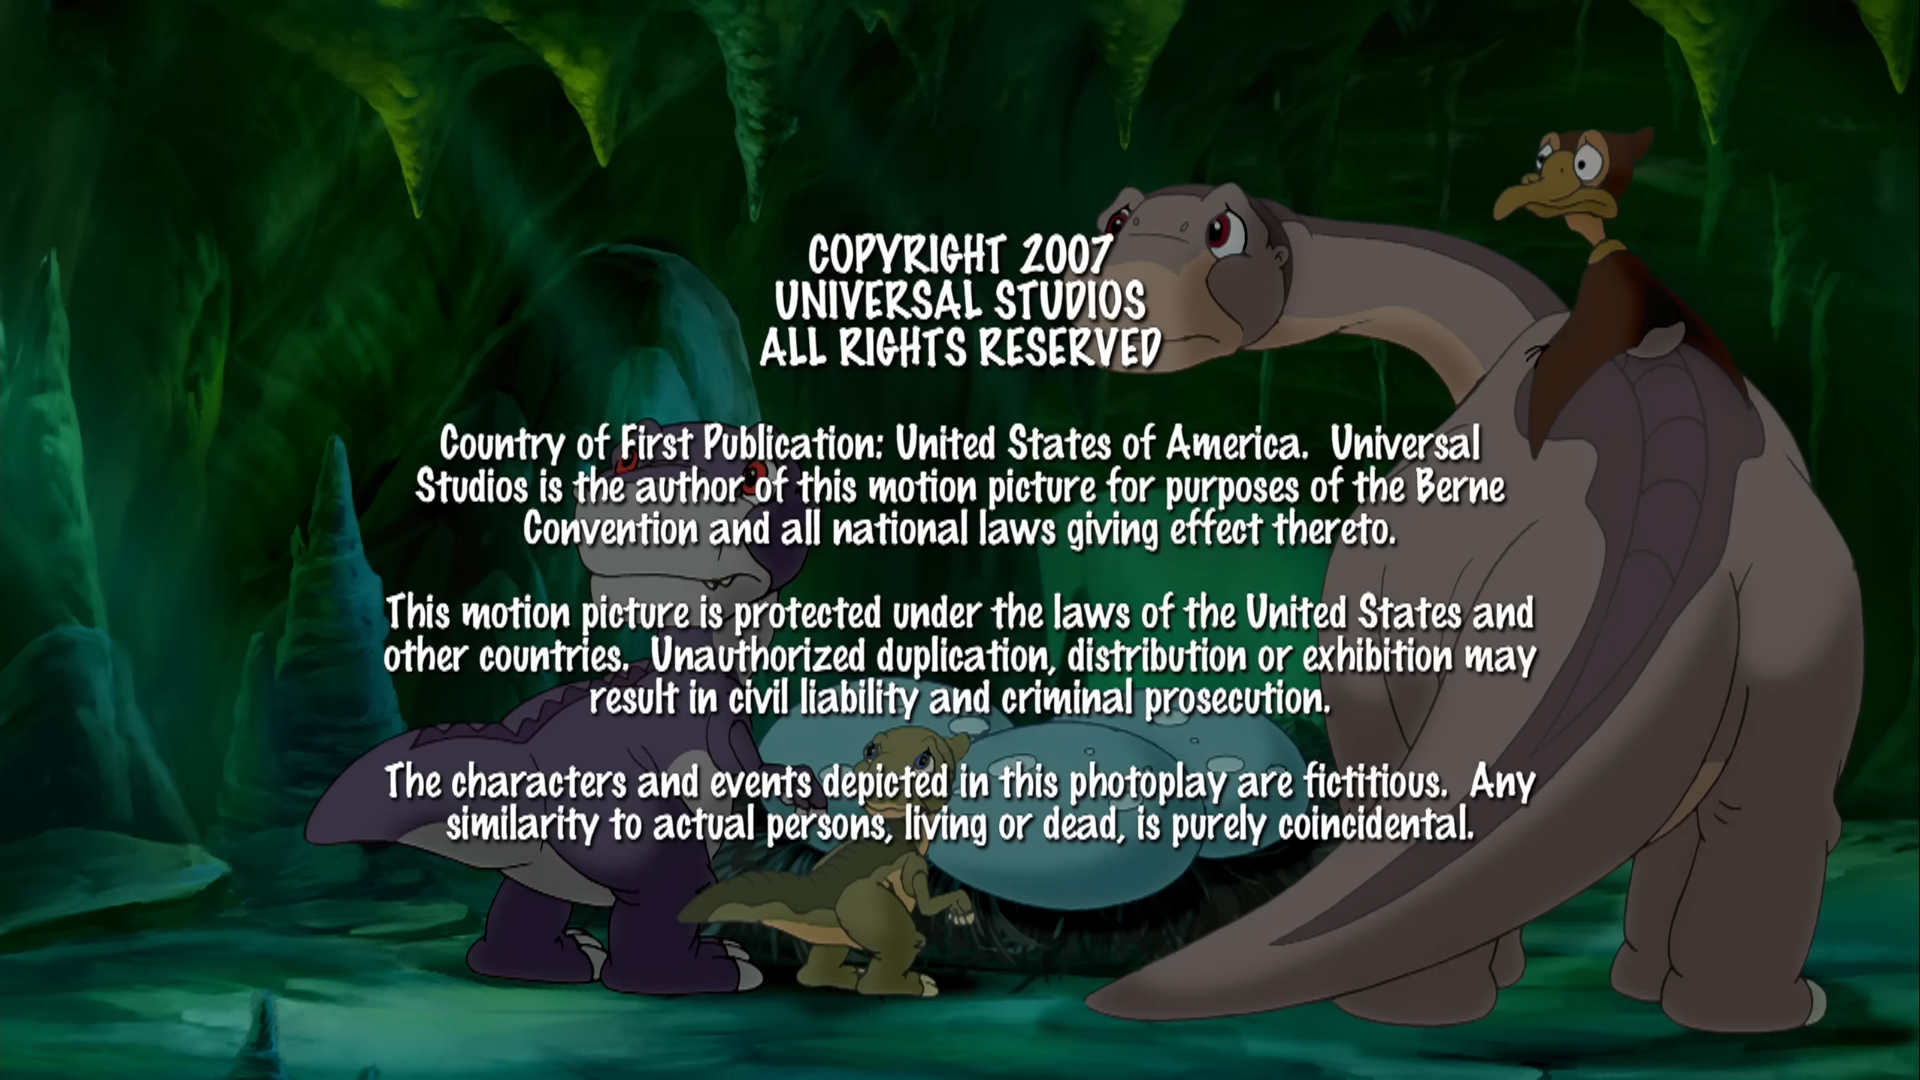 COPYRIGHT 2007
UNIVERSAL STUDIOS
ALL RIGHTS RESERVED
Country of First Publication: United States of America. Universal
Studios is the author of this motion picture for purposes of the Berne
Convention and all national laws giving effect thereto.
This motion picture is protected under the laws of the United States and
other countries. Unauthorized duplication, distribution or exhibition may
result in civil liability and criminal prosecution.
The characters and events depicted in this photoplay are fictitious. Any
similarity to actual persons, living or dead, is purely coincidental.